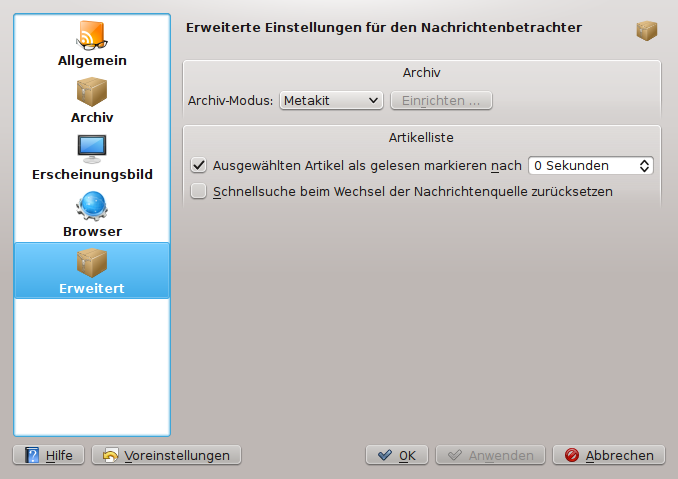 Erweiterte Einstellungen für den Nachrichtenbetrachter
Allgemein
Archiv
Erscheinungsbild
Browser
Erweitert
Archiv
Archiv-Modus: Metakit Einrichten ...
Artikelliste
Ausgewählten Artikel als gelesen markieren nach 0 Sekunden
Schnellsuche beim Wechsel der Nachrichtenquelle zurücksetzen
Hilfe Voreinstellungen OK Anwenden Abbrechen